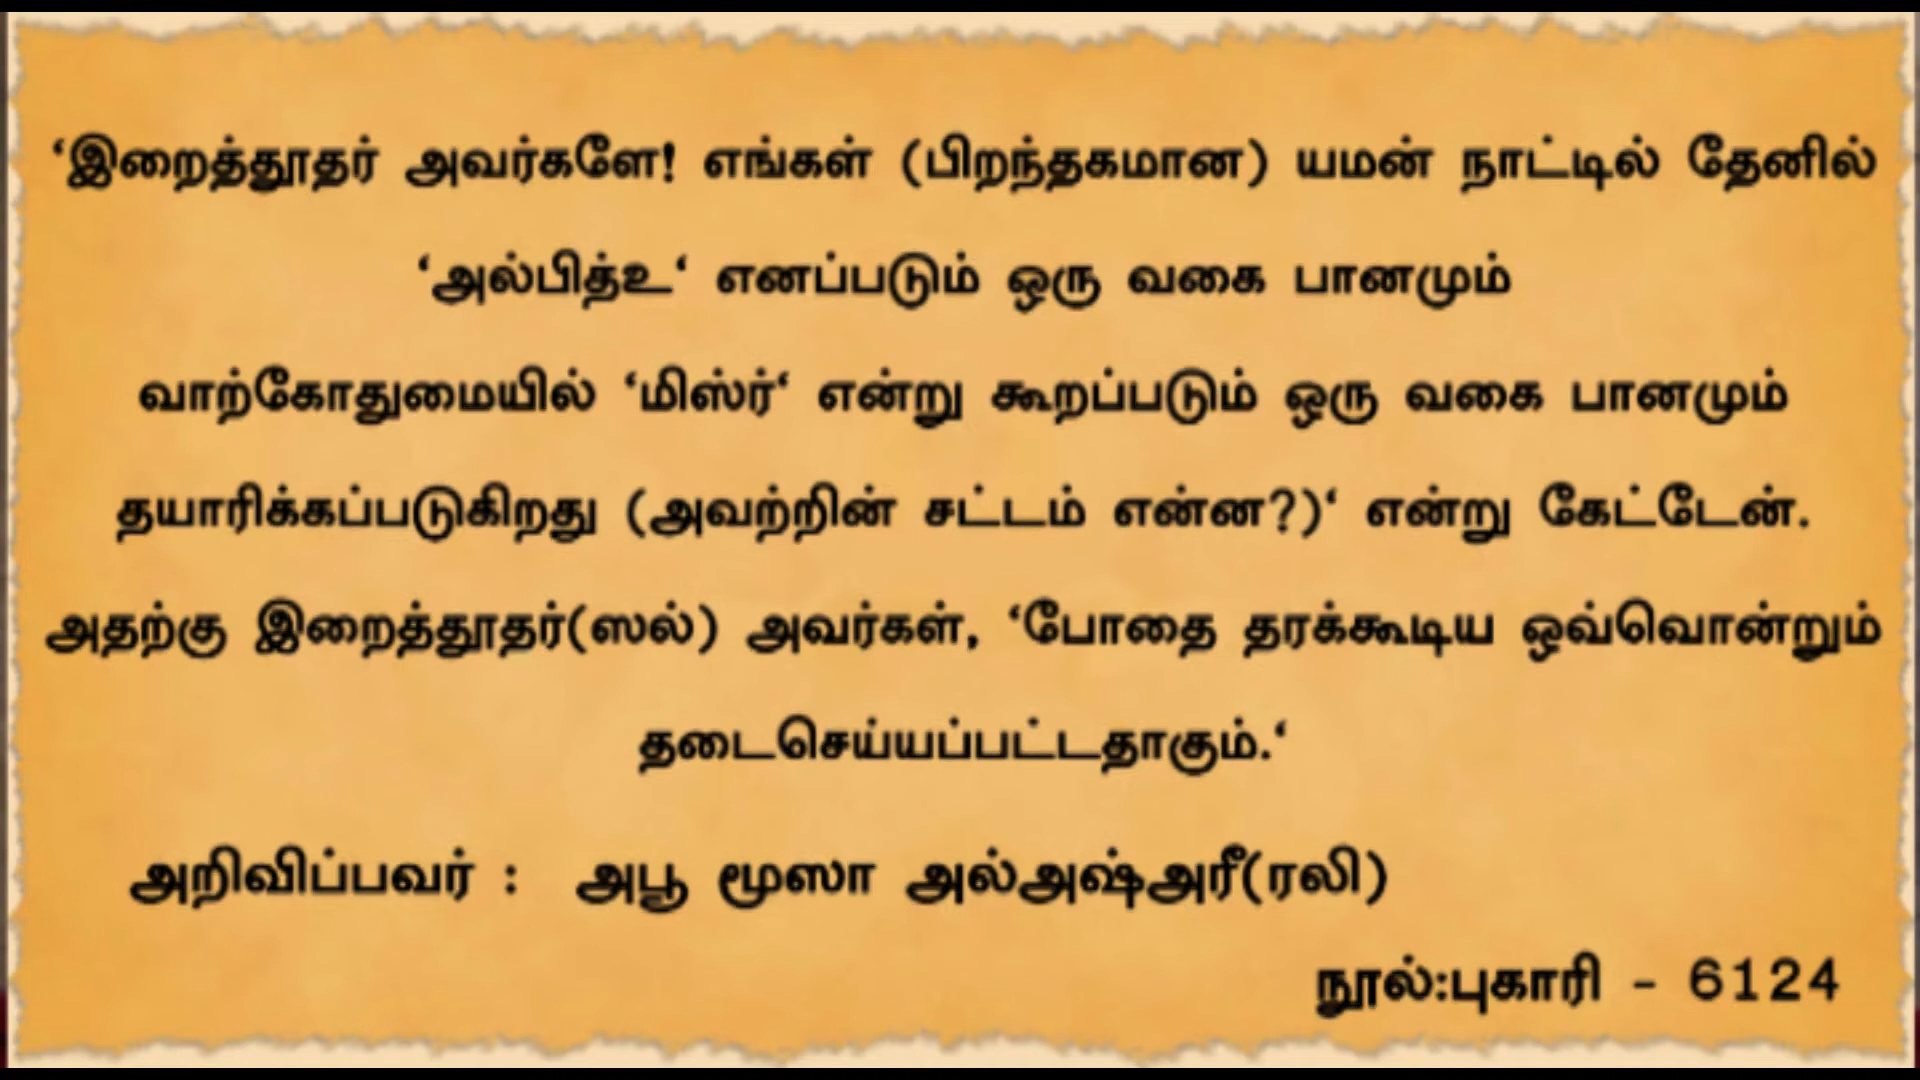 ‘இறைத்தூதர் அவர்களே! எங்கள் (பிறந்தகமான) யமன் நாட்டில் தேனில்
‘அல்பித்உ‘ எனப்படும் ஒரு வகை பானமும்
வாற்கோதுமையில் ‘மிஸ்ர்‘ என்று கூறப்படும் ஒரு வகை பானமும்
தயாரிக்கப்படுகிறது (அவற்றின் சட்டம் என்ன?)‘ என்று கேட்டேன்.
அதற்கு இறைத்தூதர்(ஸல்) அவர்கள், ‘போதை தரக்கூடிய ஒவ்வொன்றும்
தடைசெய்யப்பட்டதாகும்.‘
அறிவிப்பவர் : அபூ மூஸா அல்அஷ்அரீ(ரலி)
நூல்:புகாரி - 6124